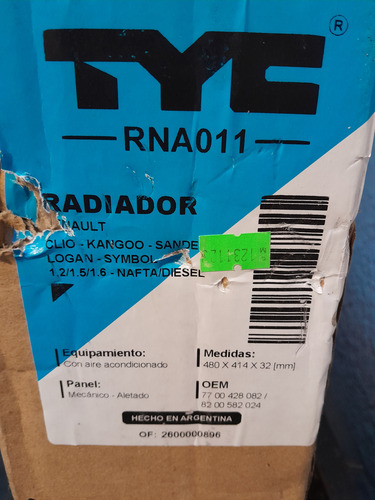 TYC ®
RNA011
RADIADOR
CLIO - KANGOO -
LOGAN - SYMBOL
1.2/1.5/1.6 - NAFTA/DIESEL
Equipamiento:
Con aire acondicionado
Medidas:
480 X 414 X 32 [mm]
Panel:
Mecánico - Aletado
OEM
77 00 428 082 /
82 00 582 024
HECHO EN ARGENTINA
OF: 2600000896